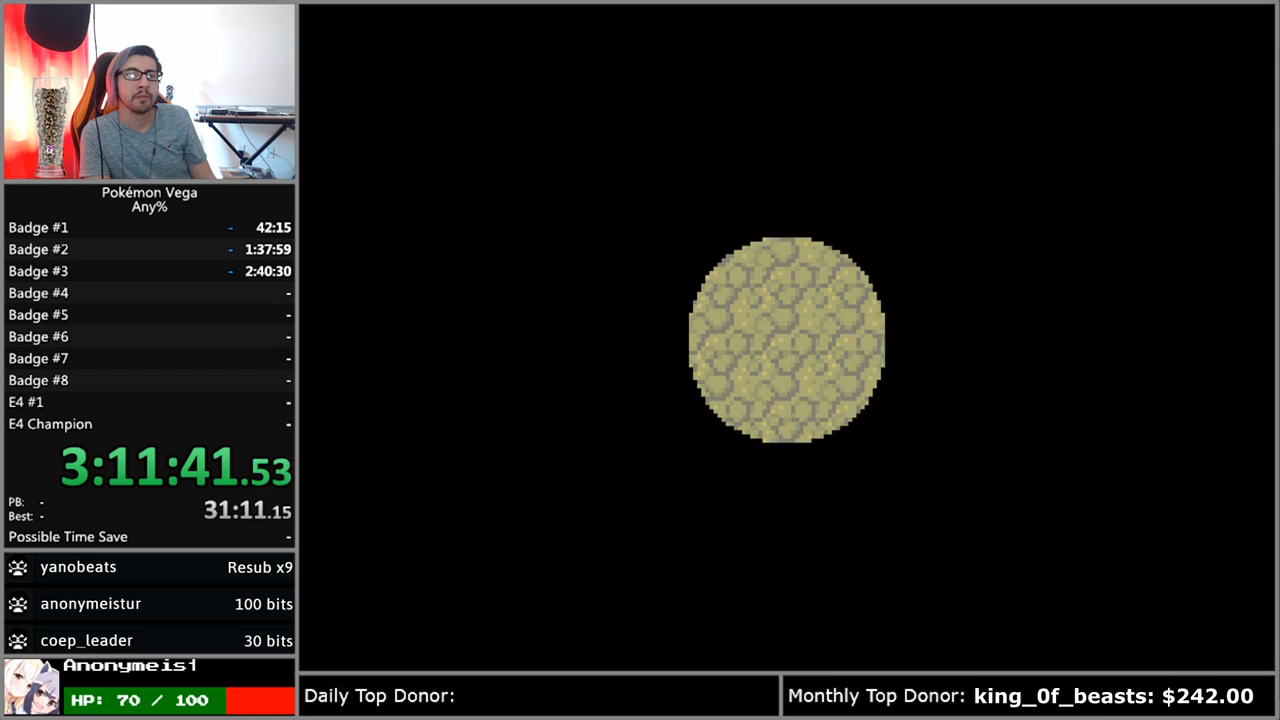 Pokémon Vega
Any%
Badge #1 - 42:15
Badge #2 - 1:37:59
Badge #3 - 2:40:30
Badge #4 -
Badge #5 -
Badge #6 -
Badge #7 -
Badge #8 -
E4 #1 -
E4 Champion -
3:11:41.53
PB: -
Best: -
31:11.15
Possible Time Save -
yanobeats Resub x9
anonymeistur 100 bits
coep_leader 30 bits
Anonymeist
HP: 70 / 100
Daily Top Donor:
Monthly Top Donor: king_0f_beasts: $242.00